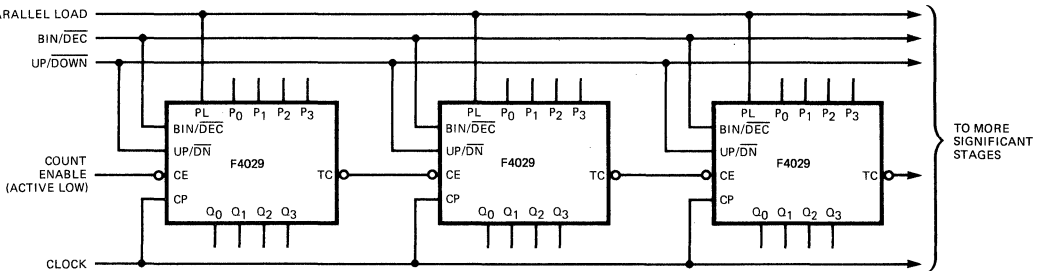 ARALLEL LOAD
BIN/DEC
UP/DOWN
COUNT
ENABLE
(ACTIVE LOW)
CLOCK
PL P0 P1 P2 P3
BIN/DEC
UP/DN
F4029
CE
TC
CP
Q0 Q1 Q2 Q3
PL P0 P1 P2 P3
BIN/DEC
UP/DN
F4029
CE
TC
CP
Q0 Q1 Q2 Q3
PL P0 P1 P2 P3
BIN/DEC
UP/DN
F4029
CE
TC
CP
Q0 Q1 Q2 Q3
TO MORE
SIGNIFICANT
STAGES